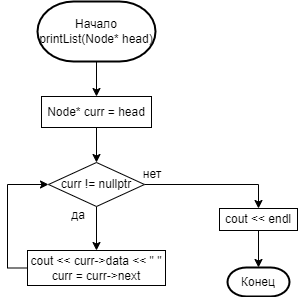 Начало
printList(Node* head)
Node* curr = head
curr != nullptr
нет
да
cout << endl
cout << curr->data << " "
curr = curr->next
Конец